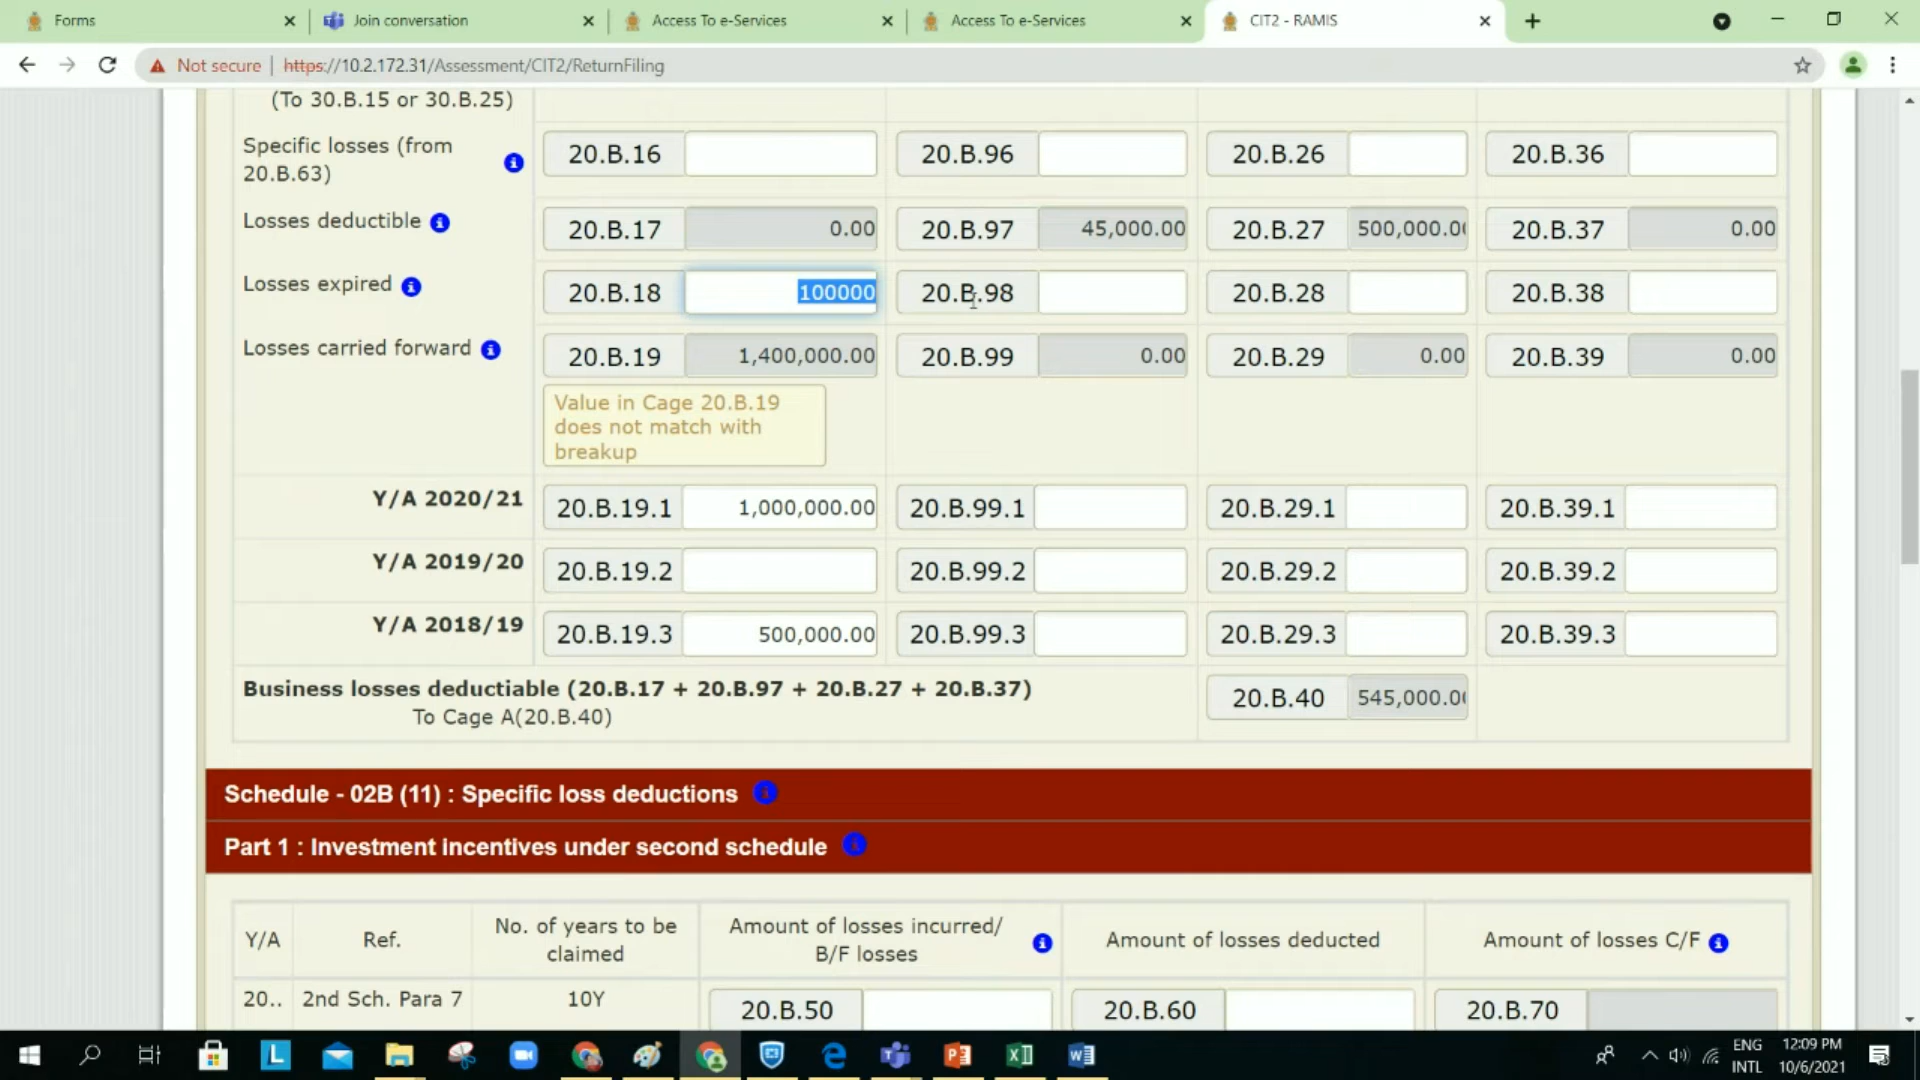 Forms
Join conversation
Access To e-Services
Access To e-Services
CIT2 - RAMIS
Not secure | https://10.2.172.31/Assessment/CIT2/ReturnFiling
(To 30.B.15 or 30.B.25)
Specific losses (from
20.B.63)
20.B.16
20.B.96
20.B.26
20.B.36
Losses deductible
20.B.17 0.00
20.B.97 45,000.00
20.B.27 500,000.0
20.B.37 0.00
Losses expired
20.B.18 100000
20.B.98
20.B.28
20.B.38
Losses carried forward
20.B.19 1,400,000.00
20.B.99 0.00
20.B.29 0.00
20.B.39 0.00
Value in Cage 20.B.19
does not match with
breakup
Y/A 2020/21
20.B.19.1 1,000,000.00
20.B.99.1
20.B.29.1
20.B.39.1
Y/A 2019/20
20.B.19.2
20.B.99.2
20.B.29.2
20.B.39.2
Y/A 2018/19
20.B.19.3 500,000.00
20.B.99.3
20.B.29.3
20.B.39.3
Business losses deductiable (20.B.17 + 20.B.97 + 20.B.27 + 20.B.37)
To Cage A(20.B.40)
20.B.40 545,000.0
Schedule - 02B (11) : Specific loss deductions
Part 1 : Investment incentives under second schedule
Y/A
Ref.
No. of years to be
claimed
Amount of losses incurred/
B/F losses
Amount of losses deducted
Amount of losses C/F
20..
2nd Sch. Para 7
10Y
20.B.50
20.B.60
20.B.70
ENG
INTL
12:09 PM
10/6/2021